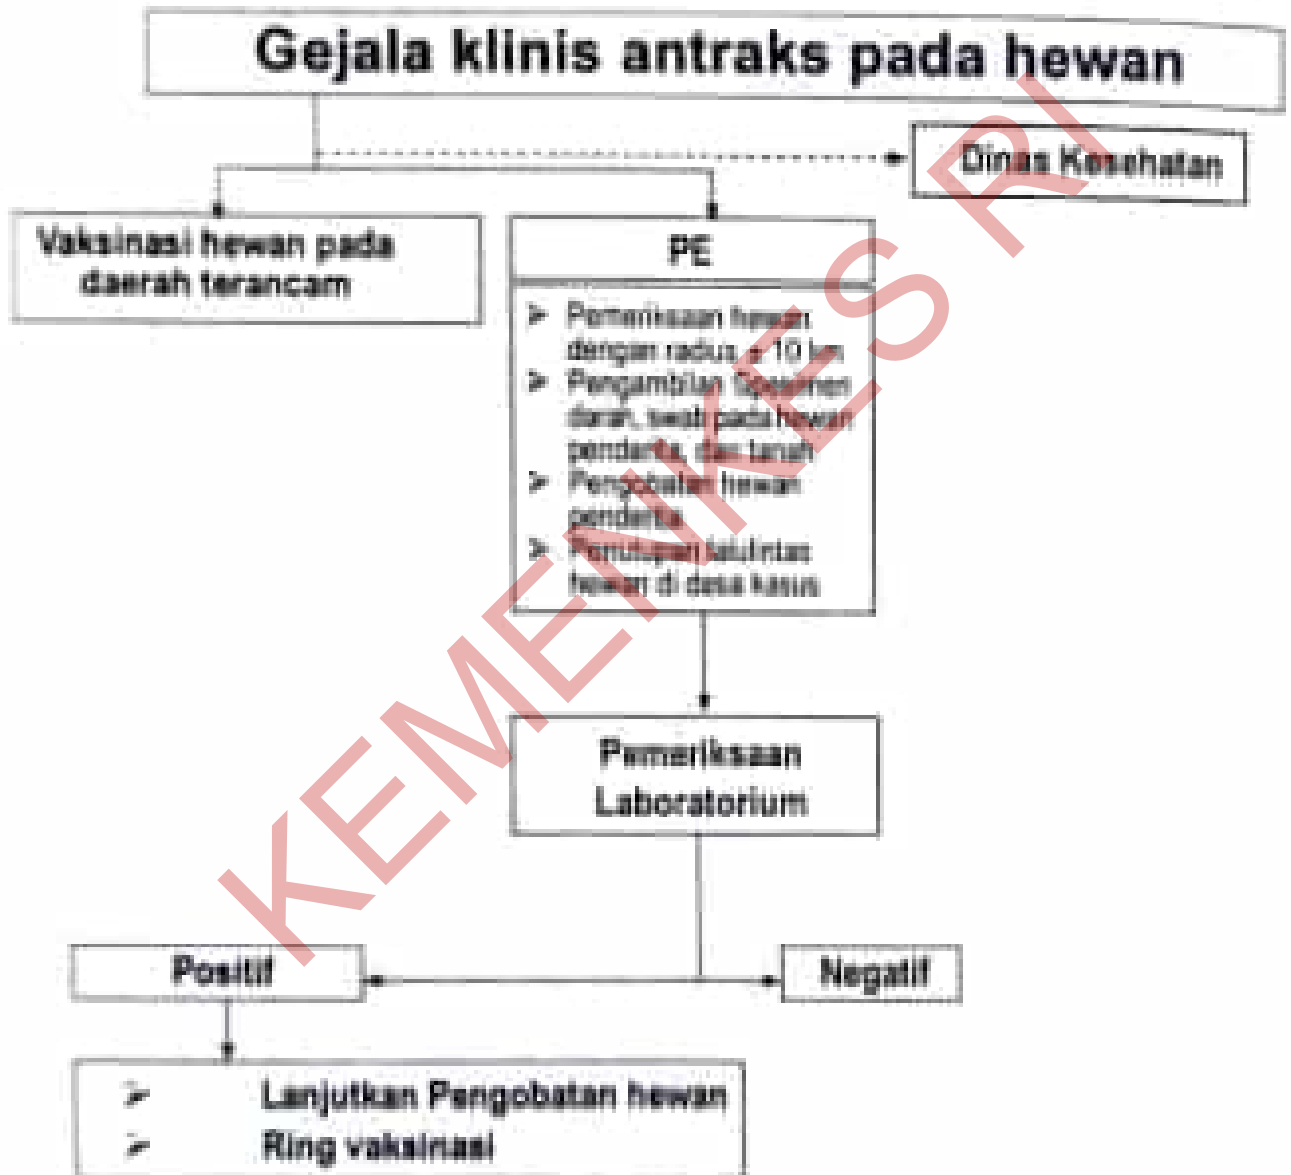 Gejala klinis antraks pada hewan
Dinas Kesehatan
Vaksinasi hewan pada
daerah terancam
PE
➢ Pemeriksaan hewan
dengan radius ± 10 km
➢ Pengambilan Spesimen
darah, swab pada hewan
penderita, dan tanah
➢ Pengobatan hewan
penderita
➢ Penutupan lalulintas
hewan di desa kasus
Pemeriksaan
Laboratorium
Positif
Negatif
➢ Lanjutkan Pengobatan hewan
➢ Ring vaksinasi
KEMENKES RI